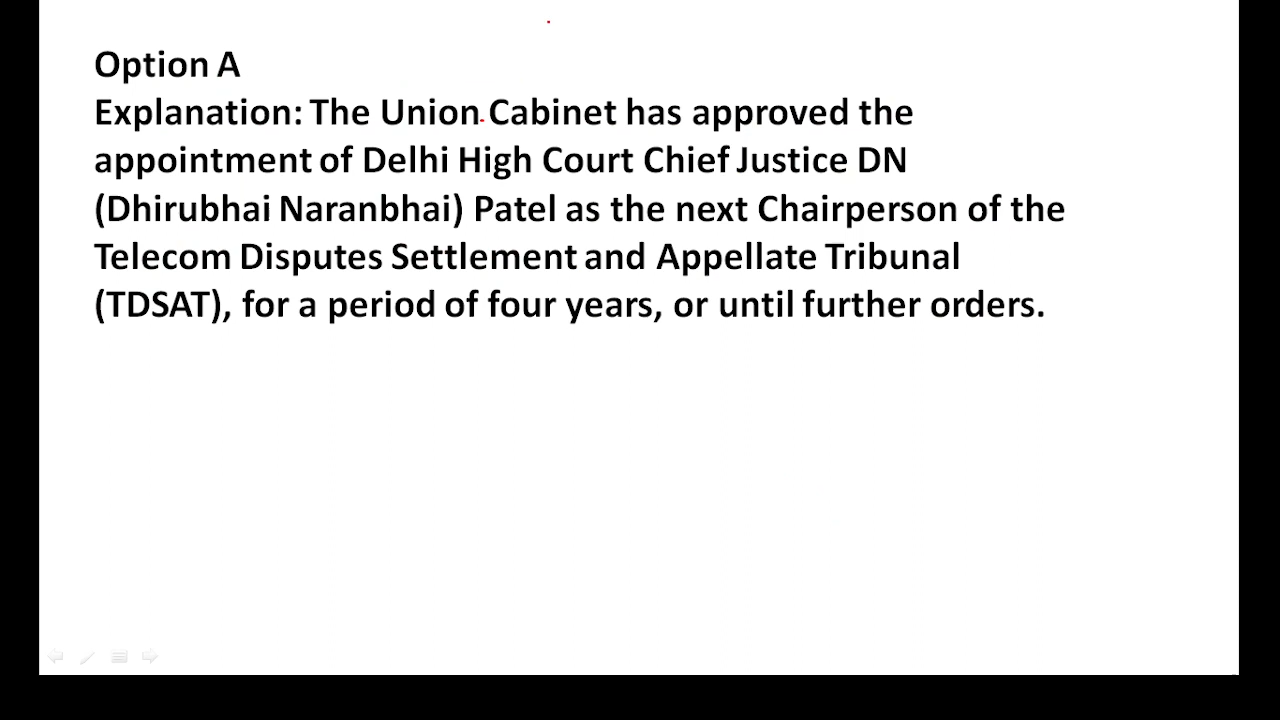 Option A
Explanation: The Union Cabinet has approved the
appointment of Delhi High Court Chief Justice DN
(Dhirubhai Naranbhai) Patel as the next Chairperson of the
Telecom Disputes Settlement and Appellate Tribunal
(TDSAT), for a period of four years, or until further orders.